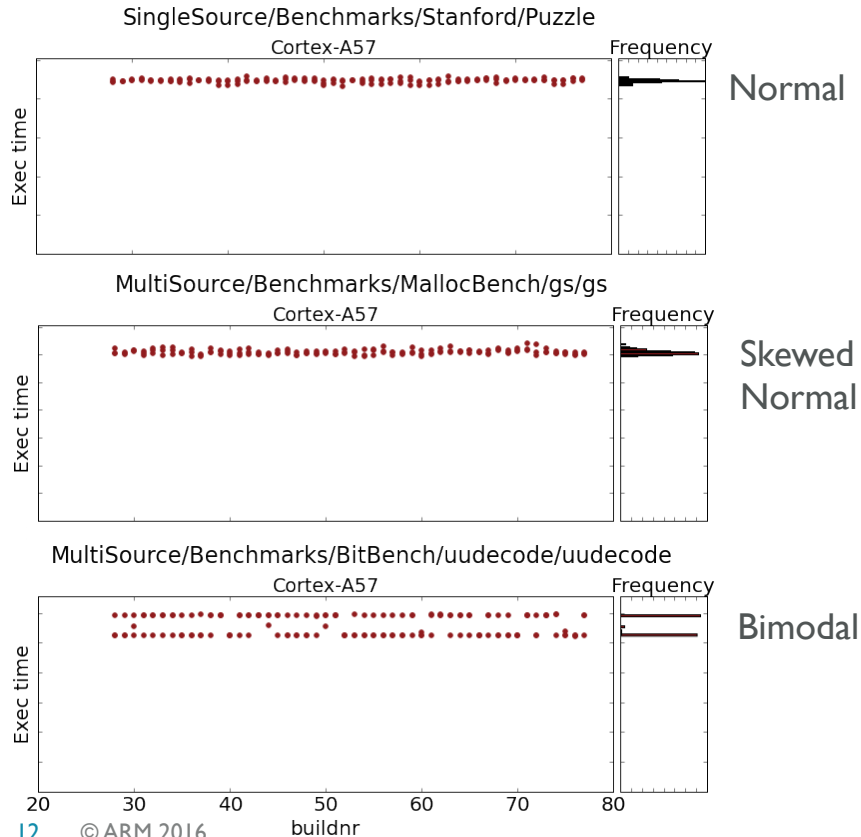 SingleSource/Benchmarks/Stanford/Puzzle
Cortex-A57
Frequency
Exec time
Normal
MultiSource/Benchmarks/MallocBench/gs/gs
Cortex-A57
Frequency
Exec time
Skewed
Normal
MultiSource/Benchmarks/BitBench/uudecode/uudecode
Cortex-A57
Frequency
Exec time
Bimodal
20 30 40 50 60 70 80
buildnr
12 © ARM 2016